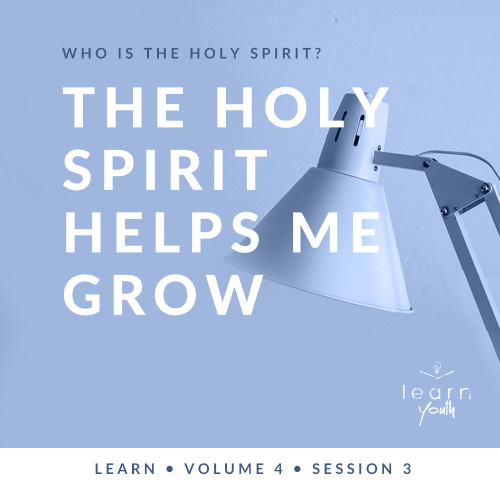 WHO IS THE HOLY SPIRIT?
THE HOLY
SPIRIT
HELPS ME
GROW
learn
youth
LEARN • VOLUME 4 • SESSION 3